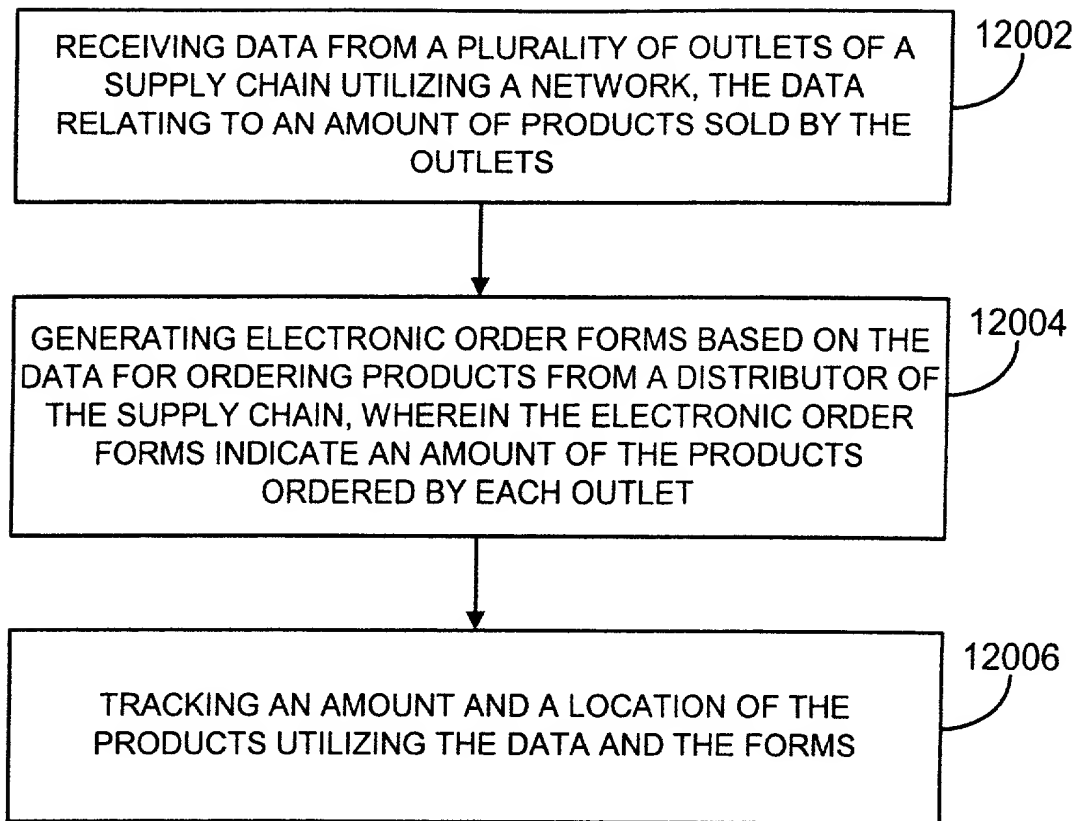 RECEIVING DATA FROM A PLURALITY OF OUTLETS OF A
SUPPLY CHAIN UTILIZING A NETWORK, THE DATA
RELATING TO AN AMOUNT OF PRODUCTS SOLD BY THE
OUTLETS
12002
GENERATING ELECTRONIC ORDER FORMS BASED ON THE
DATA FOR ORDERING PRODUCTS FROM A DISTRIBUTOR OF
THE SUPPLY CHAIN, WHEREIN THE ELECTRONIC ORDER
FORMS INDICATE AN AMOUNT OF THE PRODUCTS
ORDERED BY EACH OUTLET
12004
TRACKING AN AMOUNT AND A LOCATION OF THE
PRODUCTS UTILIZING THE DATA AND THE FORMS
12006